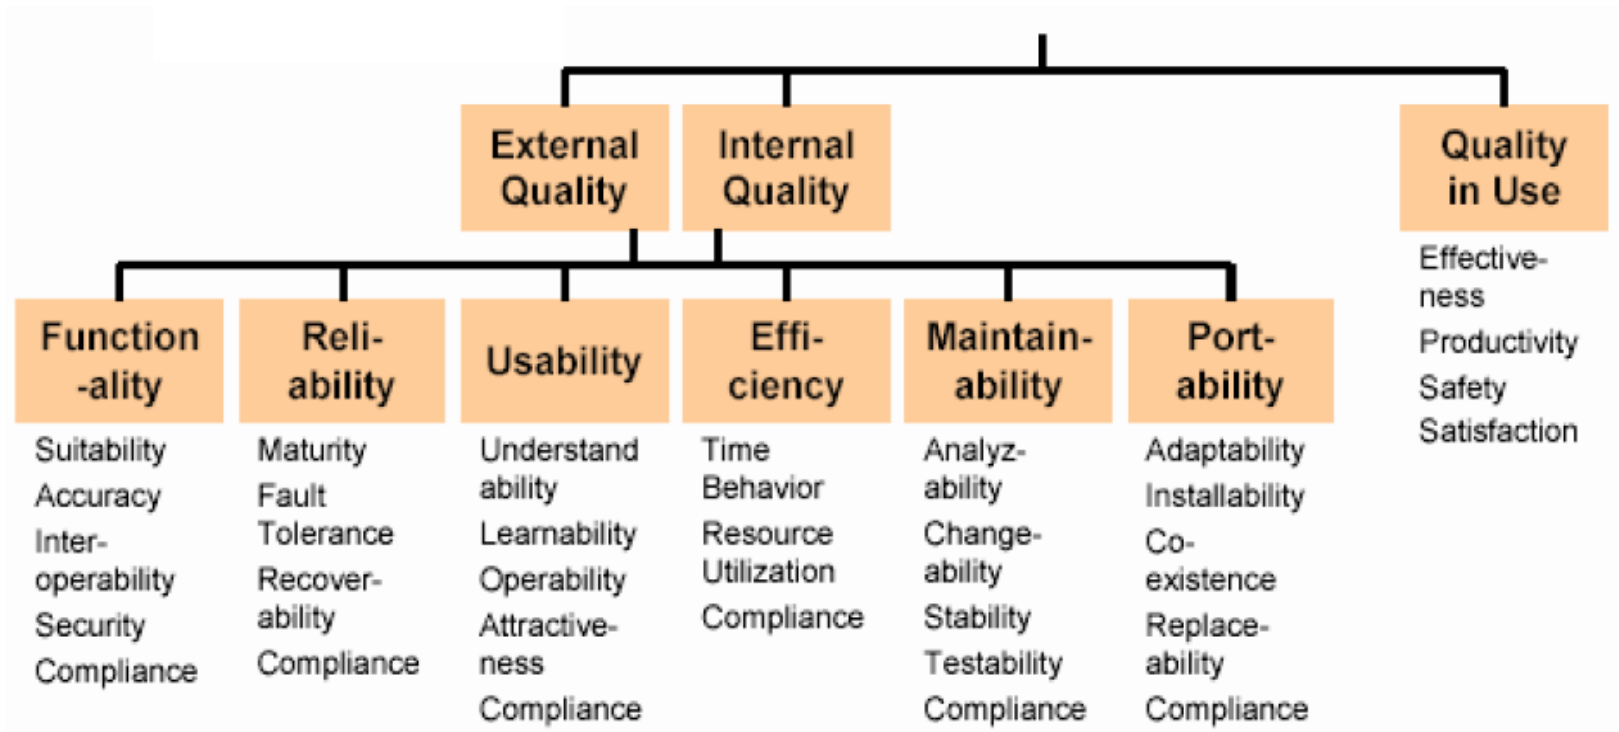 External
Quality
Internal
Quality
Quality
in Use
Effective-
ness
Productivity
Safety
Satisfaction
Function
-ality
Suitability
Accuracy
Inter-
operability
Security
Compliance
Reli-
ability
Maturity
Fault
Tolerance
Recover-
ability
Compliance
Usability
Understand
ability
Learnability
Operability
Attractive-
ness
Compliance
Effi-
ciency
Time
Behavior
Resource
Utilization
Compliance
Maintain-
ability
Analyz-
ability
Change-
ability
Stability
Testability
Compliance
Port-
ability
Adaptability
Installability
Co-
existence
Replace-
ability
Compliance